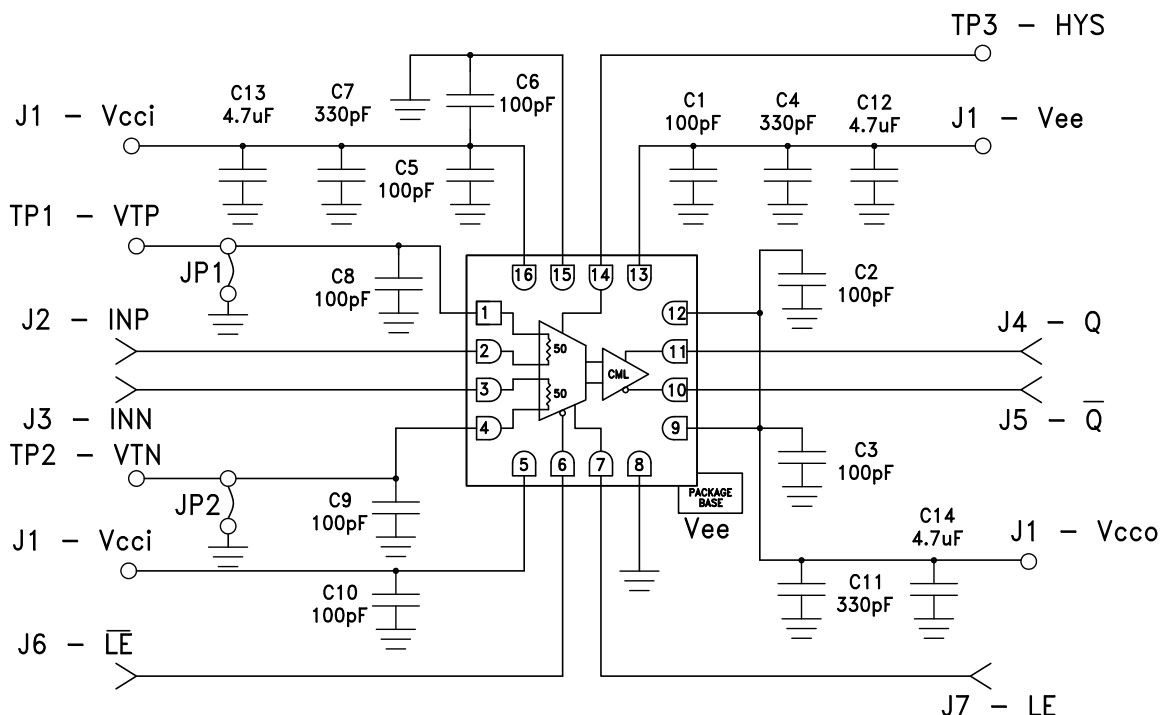 TP3 - HYS
J1 - Vcci
C13
4.7uF
C7
330pF
C6
100pF
C5
100pF
C1
100pF
C4
330pF
C12
4.7uF
J1 - Vee
TP1 - VTP
JP1
C8
100pF
16
15
14
13
C2
100pF
J2 - INP
1
2
3
4
50
50
CML
12
11
10
9
J4 - Q
J3 - INN
J5 - Q̅
TP2 - VTN
JP2
C9
100pF
5
6
7
8
PACKAGE
BASE
Vee
C3
100pF
J1 - Vcci
C10
100pF
C14
4.7uF
J1 - Vcco
C11
330pF
J6 - L̅E̅
J7 - LE